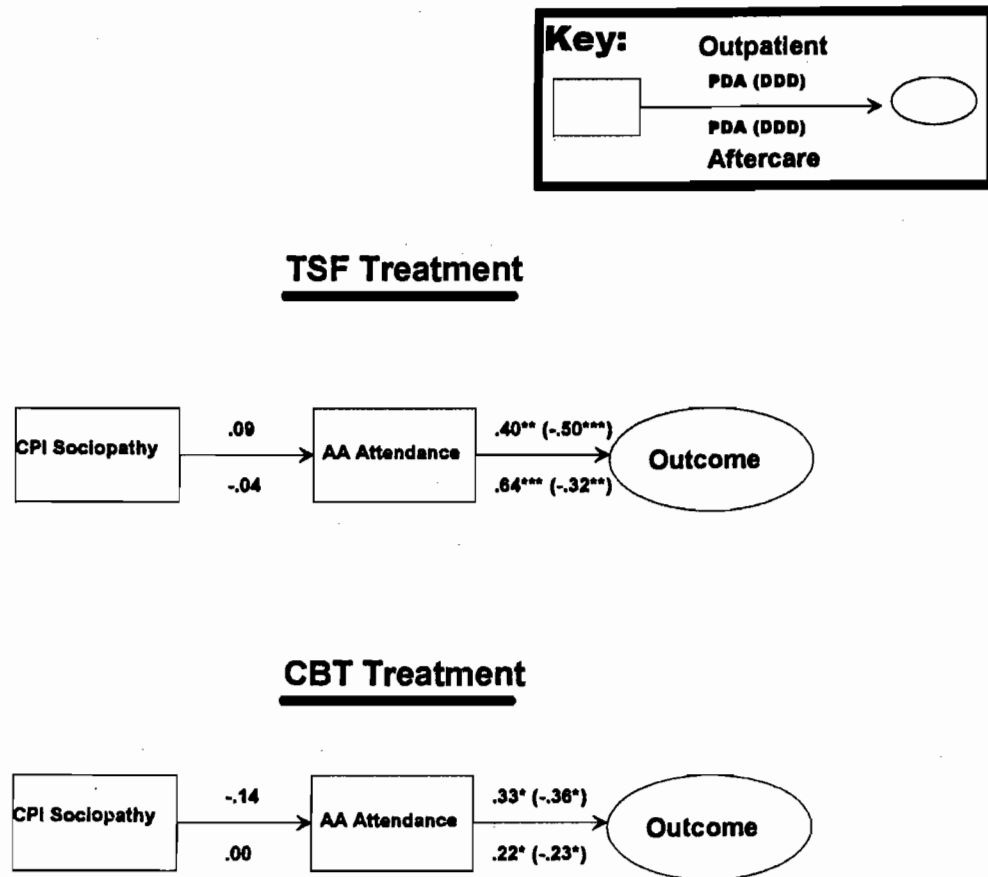 Key:
Outpatient
PDA (DDD)
PDA (DDD)
Aftercare
TSF Treatment
CPI Sociopathy
.09
-.04
AA Attendance
.40** (-.50***)
.64*** (-.32**)
Outcome
CBT Treatment
CPI Sociopathy
-.14
.00
AA Attendance
.33* (-.36*)
.22* (-.23*)
Outcome